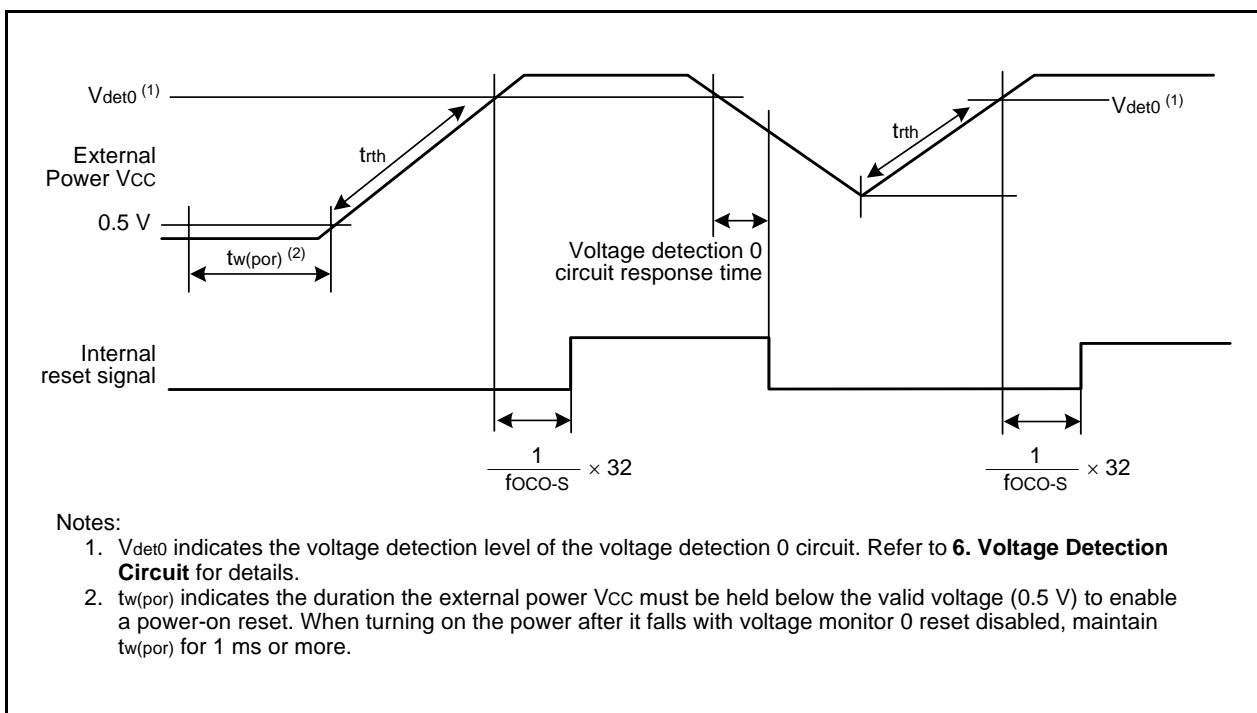 Vdet0 (1)
External
Power VCC
0.5 V
trth
tw(por) (2)
Voltage detection 0
circuit response time
trth
Vdet0 (1)
Internal
reset signal
1
fOCO-S
× 32
1
fOCO-S
× 32
Notes:
1. Vdet0 indicates the voltage detection level of the voltage detection 0 circuit. Refer to 6. Voltage Detection
Circuit for details.
2. tw(por) indicates the duration the external power VCC must be held below the valid voltage (0.5 V) to enable
a power-on reset. When turning on the power after it falls with voltage monitor 0 reset disabled, maintain
tw(por) for 1 ms or more.